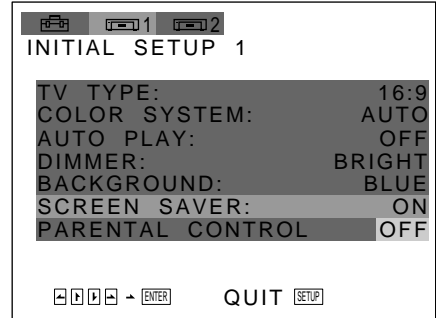 1 2
INITIAL SETUP 1
TV TYPE: 16:9
COLOR SYSTEM: AUTO
AUTO PLAY: OFF
DIMMER: BRIGHT
BACKGROUND: BLUE
SCREEN SAVER: ON
PARENTAL CONTROL OFF
ENTER QUIT SETUP